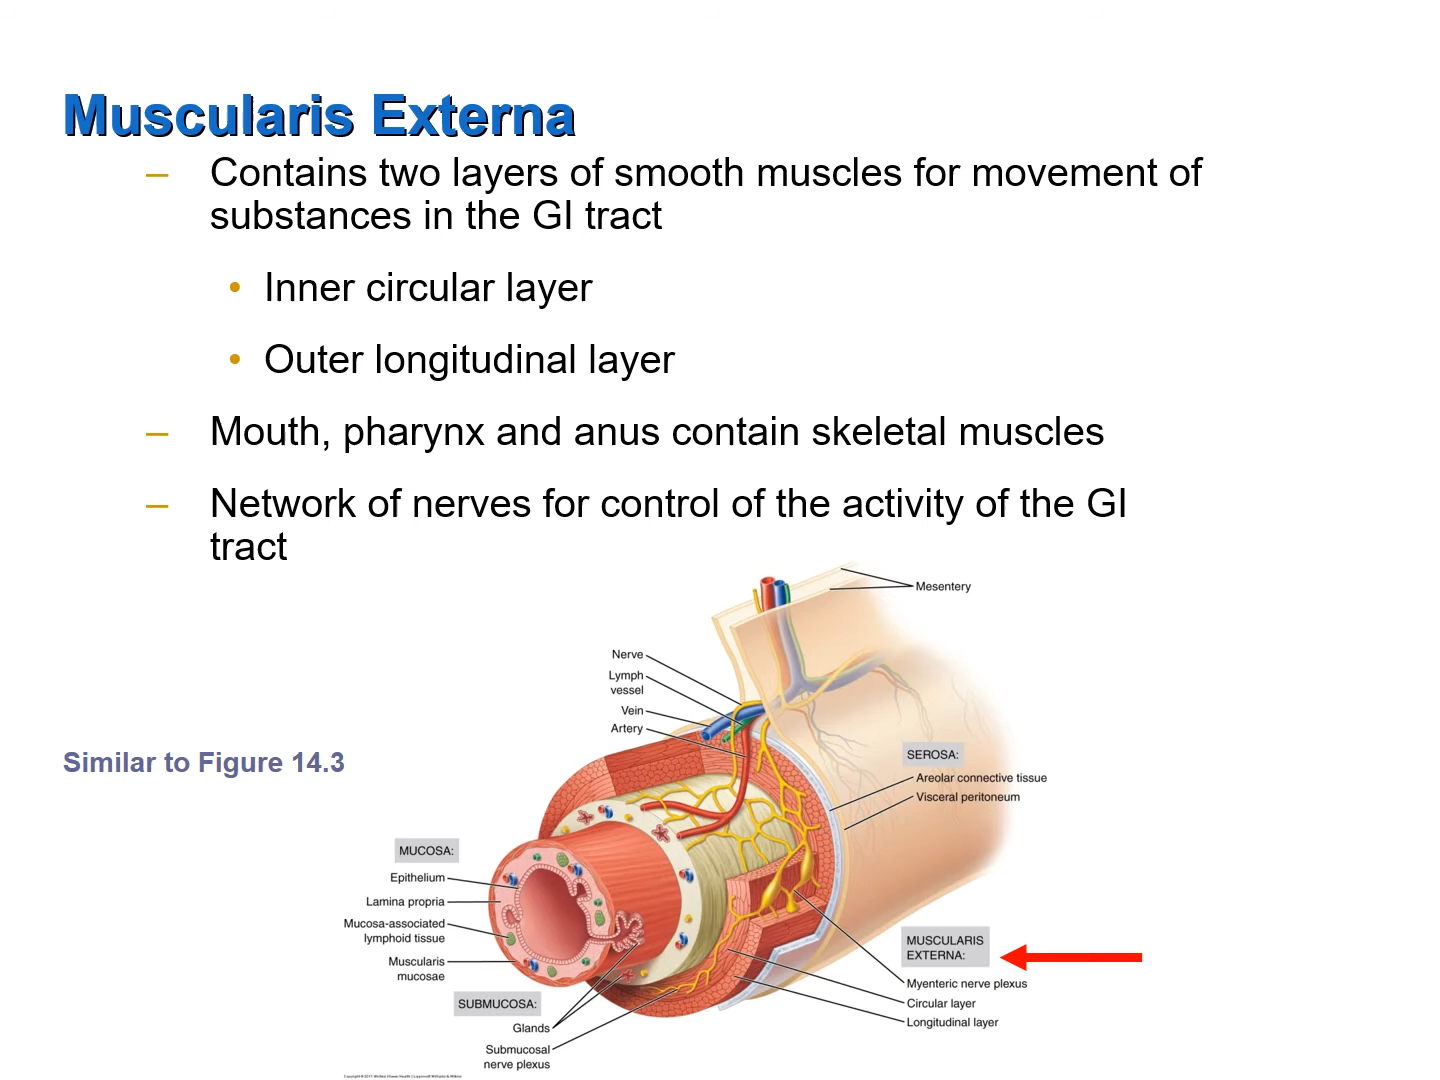 Muscularis Externa
– Contains two layers of smooth muscles for movement of
substances in the GI tract
• Inner circular layer
• Outer longitudinal layer
– Mouth, pharynx and anus contain skeletal muscles
– Network of nerves for control of the activity of the GI
tract
Mesentery
Nerve
Lymph
vessel
Vein
Artery
Similar to Figure 14.3
SEROSA:
Areolar connective tissue
Visceral peritoneum
MUCOSA:
Epithelium
Lamina propria
Mucosa-associated
lymphoid tissue
Muscularis
mucosae
SUBMUCOSA:
Glands
Submucosal
nerve plexus
MUSCULARIS
EXTERNA:
Myenteric nerve plexus
Circular layer
Longitudinal layer